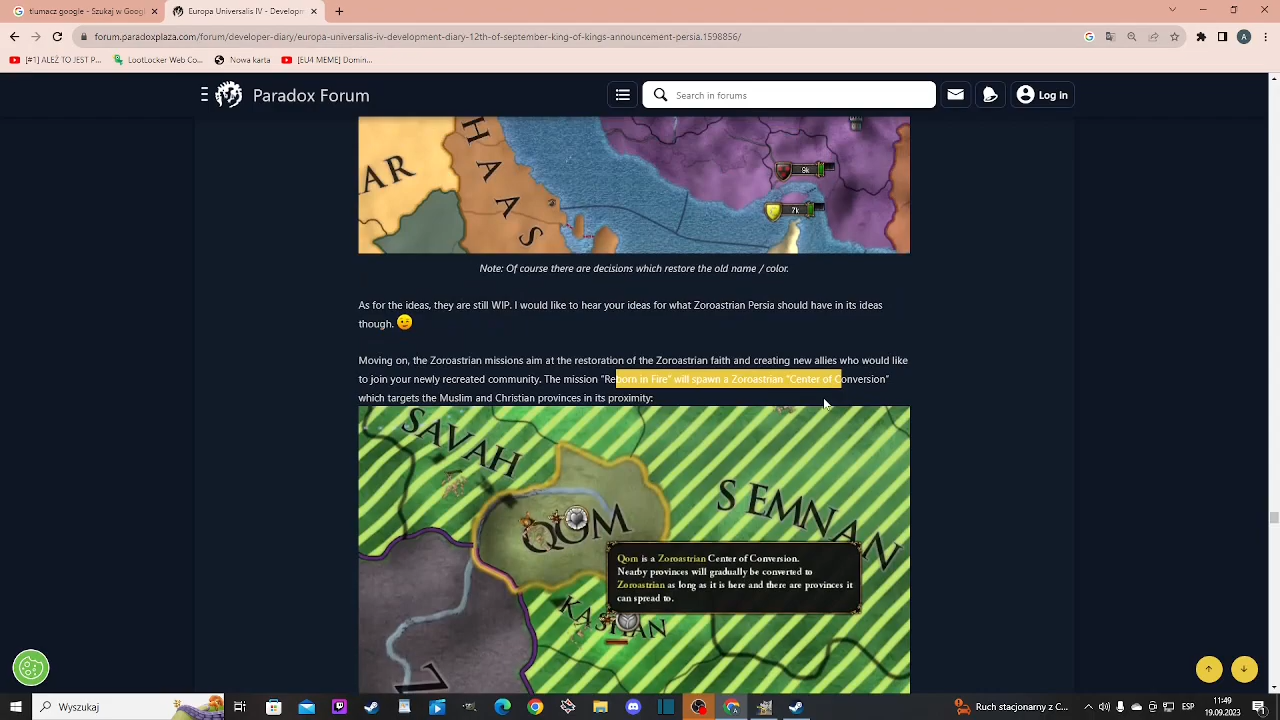 tłumacz google - Szukaj w Googl
Europa Universalis IV - Developm
forum.paradoxplaza.com/forum/developer-diary/europa-universalis-iv-development-diary-12th-of-september-king-of-kings-announcement-persia.1598856/
A
[#1] ALEŻ TO JEST P...
LootLocker Web Co...
Nowa karta
[EU4 MEME] Domin...
Paradox Forum
Search in forums
Log in
AR
HAAS
9k
7k
Note: Of course there are decisions which restore the old name / color.
As for the ideas, they are still WIP. I would like to hear your ideas for what Zoroastrian Persia should have in its ideas
though.
Moving on, the Zoroastrian missions aim at the restoration of the Zoroastrian faith and creating new allies who would like
to join your newly recreated community. The mission “Reborn in Fire” will spawn a Zoroastrian “Center of Conversion”
which targets the Muslim and Christian provinces in its proximity:
SAVAH
SEMNAN
QOM
Qom is a Zoroastrian Center of Conversion.
Nearby provinces will gradually be converted to
Zoroastrian as long as it is here and there are provinces it
can spread to.
KASHAN
Wyszukaj
Ruch stacjonarny z C...
ESP
11:49
19.09.2023